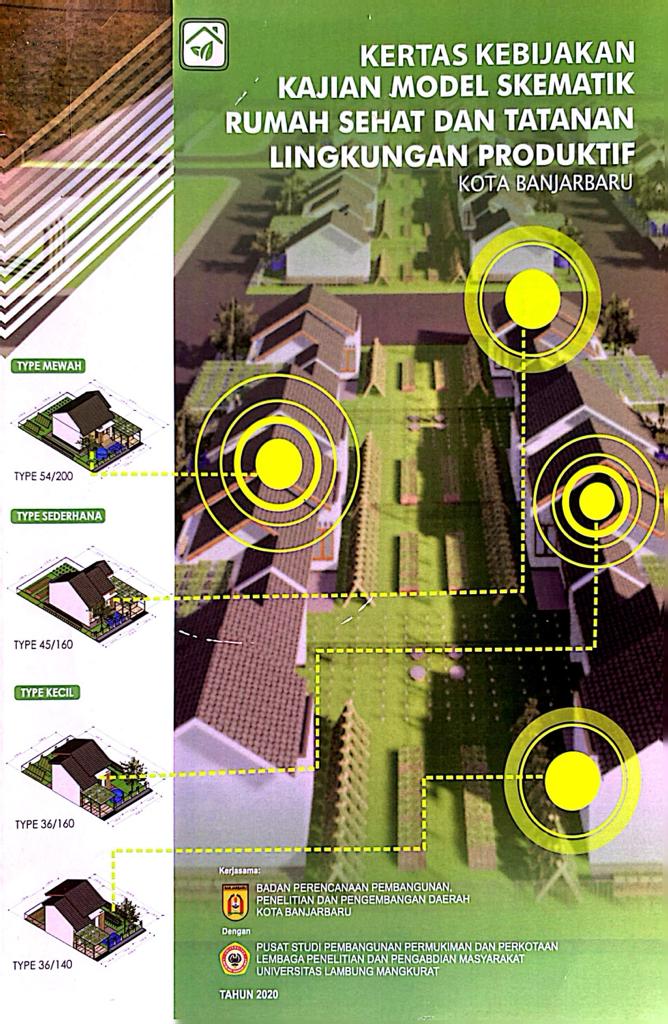 KERTAS KEBIJAKAN
KAJIAN MODEL SKEMATIK
RUMAH SEHAT DAN TATANAN
LINGKUNGAN PRODUKTIF
KOTA BANJARBARU
TYPE MEWAH
TYPE 54/200
TYPE SEDERHANA
TYPE 45/160
TYPE KECIL
TYPE 36/160
TYPE 36/140
Kerjasama:
BADAN PERENCANAAN PEMBANGUNAN,
PENELITIAN DAN PENGEMBANGAN DAERAH
KOTA BANJARBARU
Dengan
PUSAT STUDI PEMBANGUNAN PERMUKIMAN DAN PERKOTAAN
LEMBAGA PENELITIAN DAN PENGABDIAN MASYARAKAT
UNIVERSITAS LAMBUNG MANGKURAT
TAHUN 2020